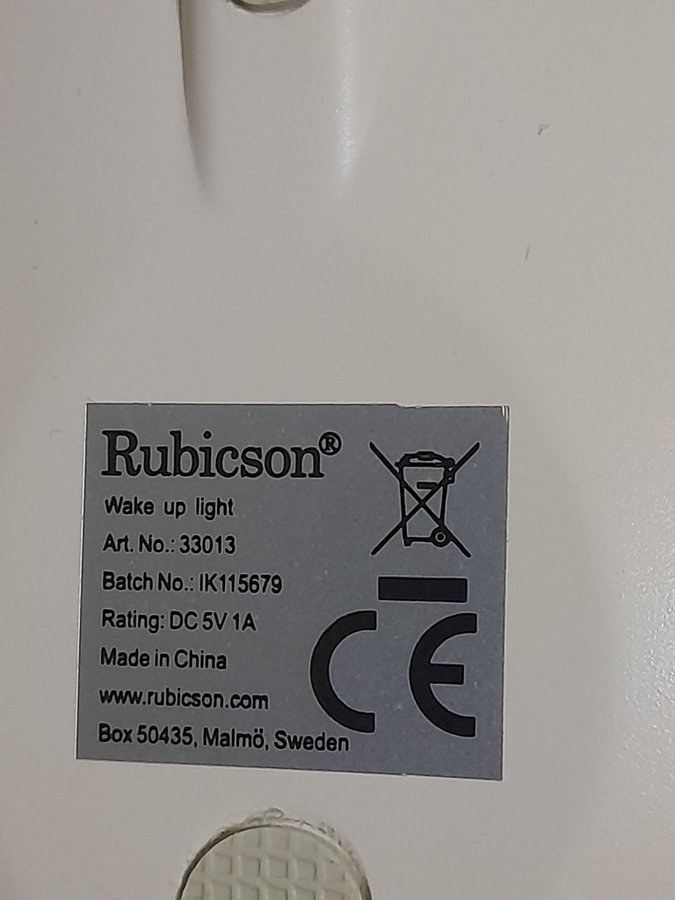 Rubicson®
Wake up light
Art. No.: 33013
Batch No.: IK115679
Rating: DC 5V 1A
Made in China
www.rubicson.com
Box 50435, Malmö, Sweden
CE